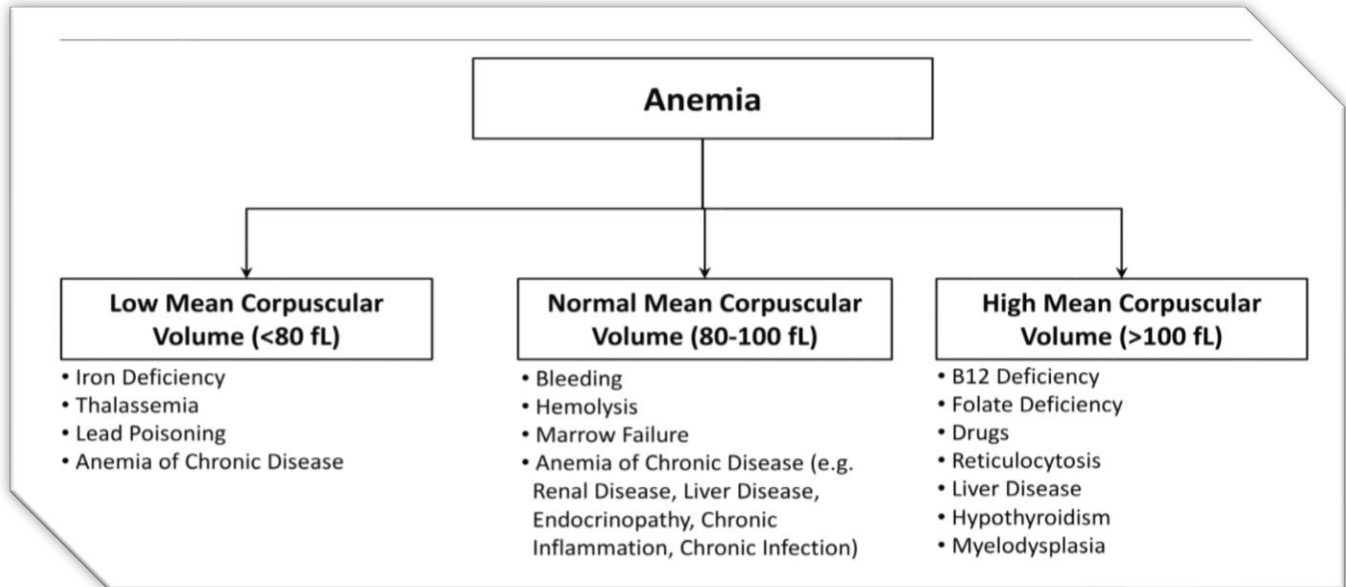 Anemia
Low Mean Corpuscular
Volume (<80 fL)
• Iron Deficiency
• Thalassemia
• Lead Poisoning
• Anemia of Chronic Disease
Normal Mean Corpuscular
Volume (80-100 fL)
• Bleeding
• Hemolysis
• Marrow Failure
• Anemia of Chronic Disease (e.g.
Renal Disease, Liver Disease,
Endocrinopathy, Chronic
Inflammation, Chronic Infection)
High Mean Corpuscular
Volume (>100 fL)
• B12 Deficiency
• Folate Deficiency
• Drugs
• Reticulocytosis
• Liver Disease
• Hypothyroidism
• Myelodysplasia